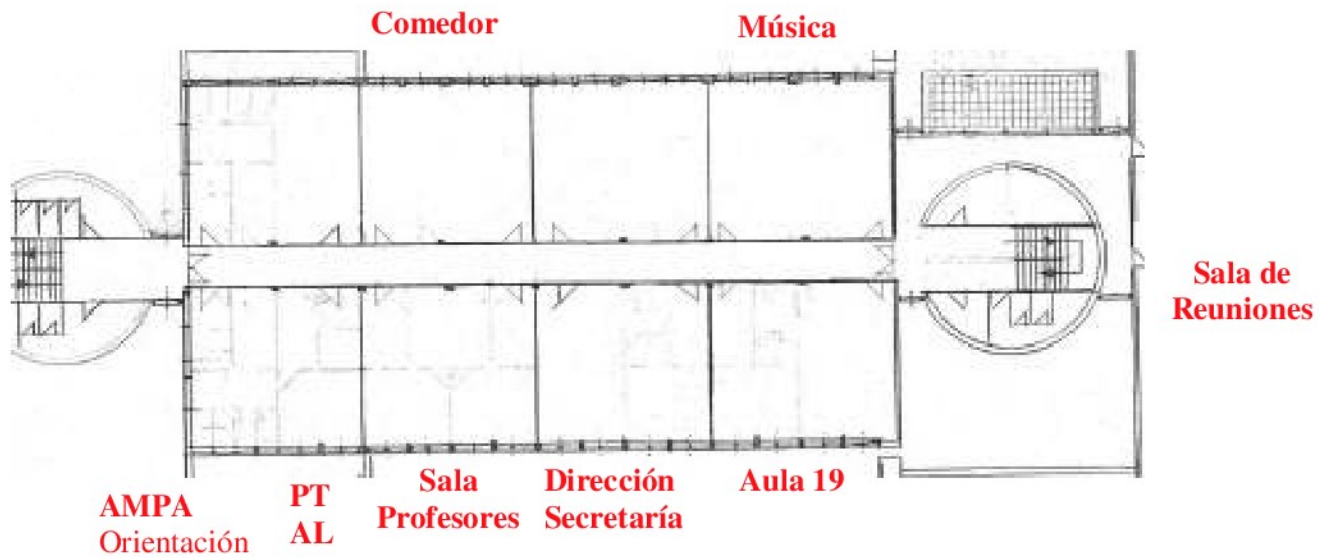 Comedor
Música
Sala de
Reuniones
AMPA
Orientación
PT
AL
Sala
Profesores
Dirección
Secretaría
Aula 19